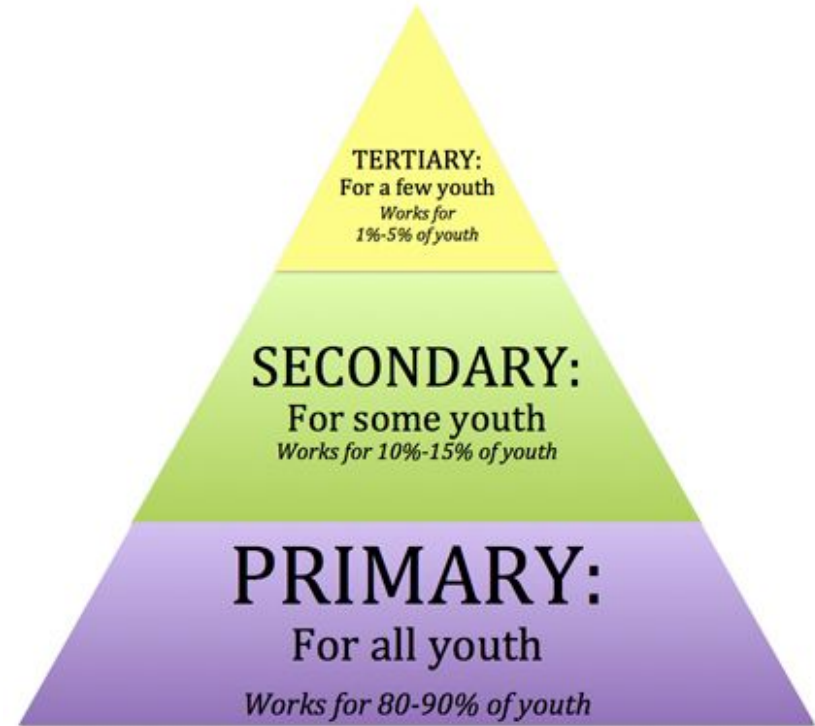 TERTIARY:
For a few youth
Works for
1%-5% of youth
SECONDARY:
For some youth
Works for 10%-15% of youth
PRIMARY:
For all youth
Works for 80-90% of youth